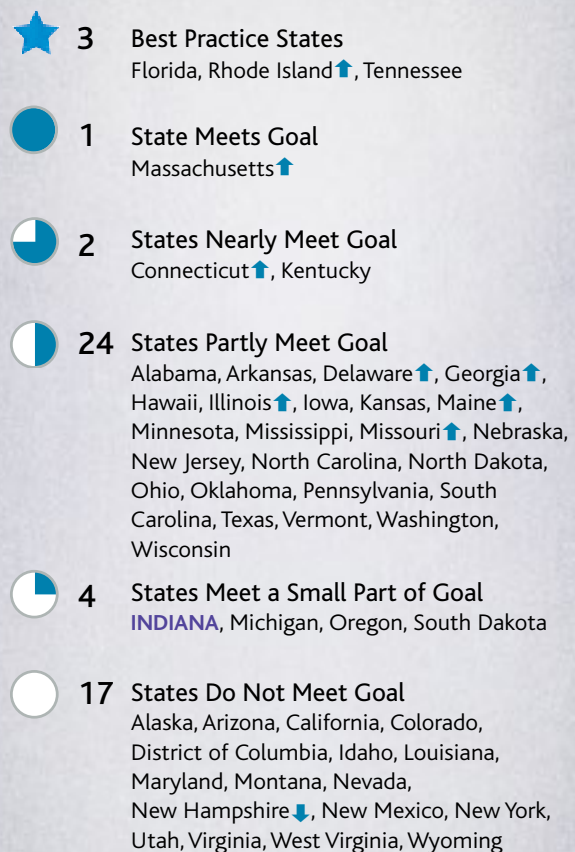 3 Best Practice States
Florida, Rhode Island⬆, Tennessee
1 State Meets Goal
Massachusetts⬆
2 States Nearly Meet Goal
Connecticut⬆, Kentucky
24 States Partly Meet Goal
Alabama, Arkansas, Delaware⬆, Georgia⬆,
Hawaii, Illinois⬆, Iowa, Kansas, Maine⬆,
Minnesota, Mississippi, Missouri⬆, Nebraska,
New Jersey, North Carolina, North Dakota,
Ohio, Oklahoma, Pennsylvania, South
Carolina, Texas, Vermont, Washington,
Wisconsin
4 States Meet a Small Part of Goal
INDIANA, Michigan, Oregon, South Dakota
17 States Do Not Meet Goal
Alaska, Arizona, California, Colorado,
District of Columbia, Idaho, Louisiana,
Maryland, Montana, Nevada,
New Hampshire⬇, New Mexico, New York,
Utah, Virginia, West Virginia, Wyoming